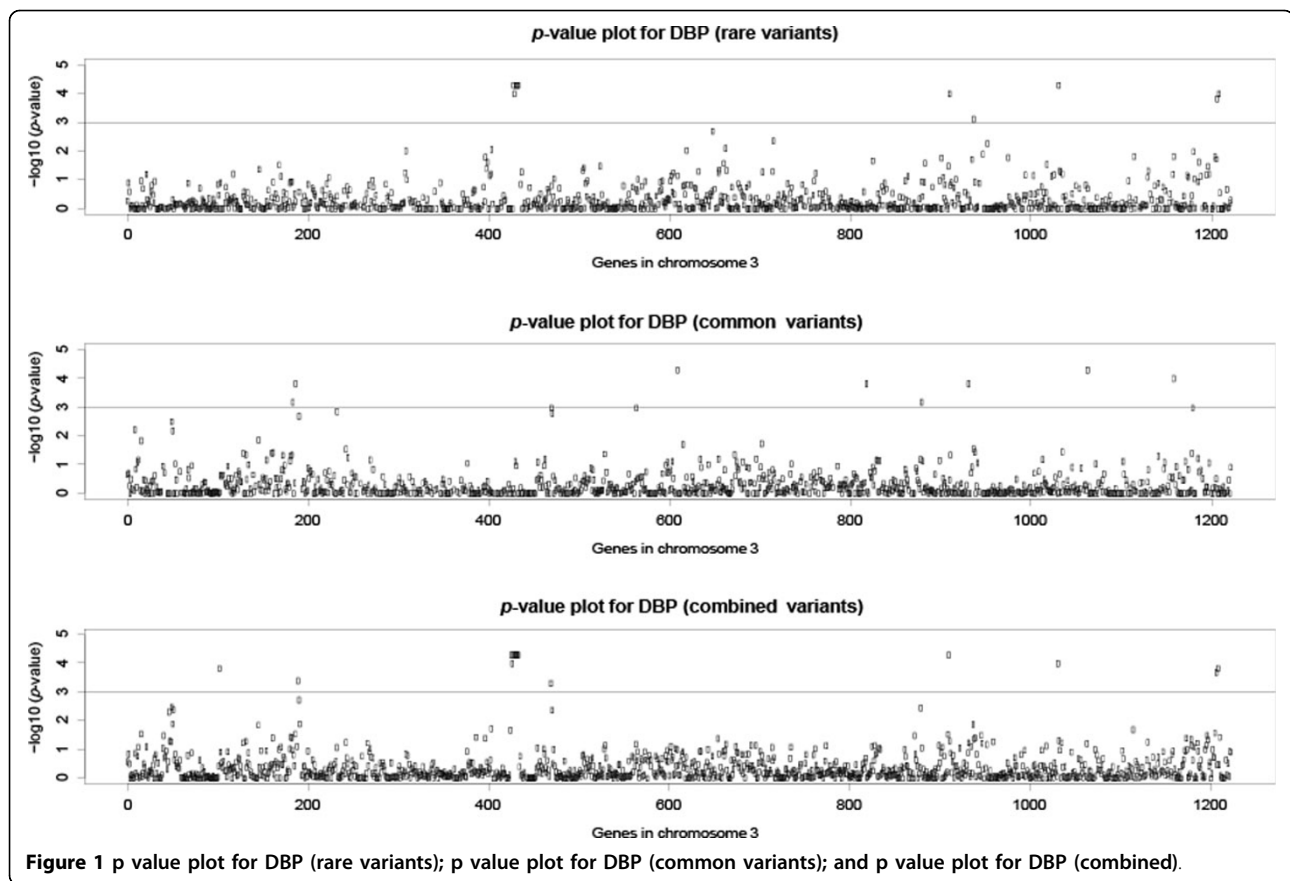 p-value plot for DBP (rare variants)
−log10 (p-value)
5
4
3
2
1
0
0 200 400 600 800 1000 1200
Genes in chromosome 3
p-value plot for DBP (common variants)
−log10 (p-value)
5
4
3
2
1
0
0 200 400 600 800 1000 1200
Genes in chromosome 3
p-value plot for DBP (combined variants)
−log10 (p-value)
5
4
3
2
1
0
0 200 400 600 800 1000 1200
Genes in chromosome 3
Figure 1 p value plot for DBP (rare variants); p value plot for DBP (common variants); and p value plot for DBP (combined).